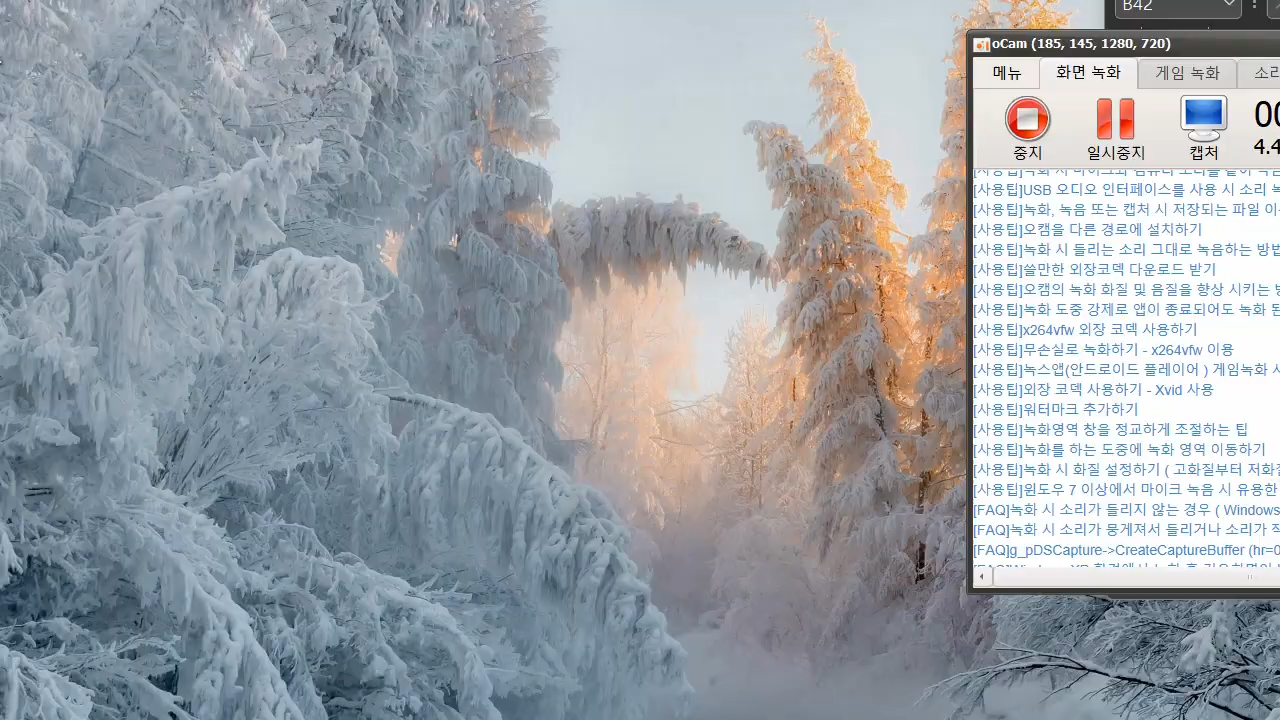 B42
oCam (185, 145, 1280, 720)
메뉴 화면 녹화 게임 녹화 소리
중지 일시중지 캡처 4.4
[사용팁]USB 오디오 인터페이스를 사용 시 소리
[사용팁]녹화, 녹음 또는 캡처 시 저장되는 파일
[사용팁]오캠을 다른 경로에 설치하기
[사용팁]녹화 시 들리는 소리 그대로 녹음하는 방법
[사용팁]쓸만한 외장코덱 다운로드 받기
[사용팁]오캠의 녹화 화질 및 음질을 향상 시키는
[사용팁]녹화 도중 강제로 앱이 종료되어도 녹화
[사용팁]x264vfw 외장 코덱 사용하기
[사용팁]무손실로 녹화하기 - x264vfw 이용
[사용팁]녹스앱(안드로이드 플레이어 ) 게임녹화
[사용팁]외장 코덱 사용하기 - Xvid 사용
[사용팁]워터마크 추가하기
[사용팁]녹화영역 창을 정교하게 조절하는 팁
[사용팁]녹화를 하는 도중에 녹화 영역 이동하기
[사용팁]녹화 시 화질 설정하기 ( 고화질부터
[사용팁]윈도우 7 이상에서 마이크 녹음 시 유용한
[FAQ]녹화 시 소리가 들리지 않는 경우 ( Windows
[FAQ]녹화 시 소리가 뭉게져서 들리거나 소리가
[FAQ]g_pDSCapture->CreateCaptureBuffer (hr=0